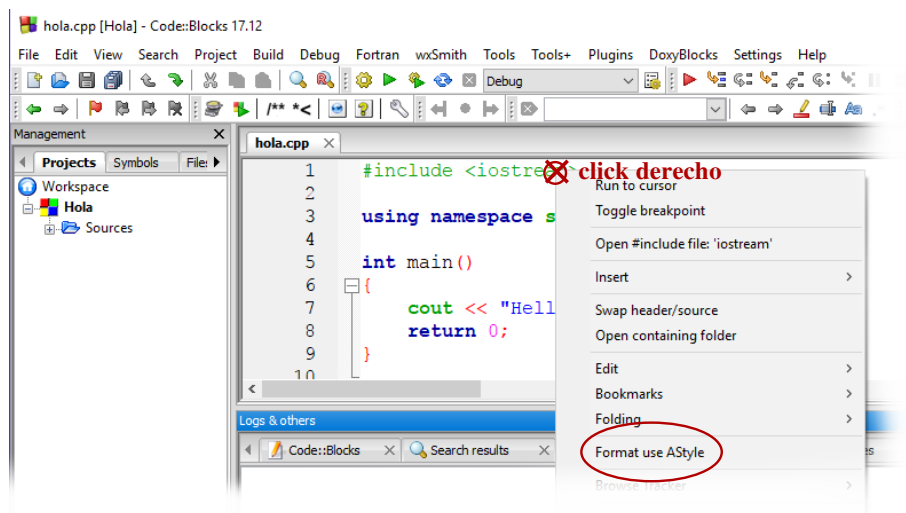 hola.cpp [Hola] - Code::Blocks 17.12
File Edit View Search Project Build Debug Fortran wxSmith Tools Tools+ Plugins DoxyBlocks Settings Help
Debug
/** *<
Management X
hola.cpp
Projects Symbols
Workspace
Hola
Sources
1 #include <iostre
click derecho
2
3 using namespace s
4
5 int main()
6 {
7 cout << "Hell
8 return 0;
9 }
10
Run to cursor
Toggle breakpoint
Open #include file: 'iostream'
Insert
Swap header/source
Open containing folder
Edit
Bookmarks
Folding
Format use AStyle
Browse Tracker
Logs & others
Code::Blocks X Search results X